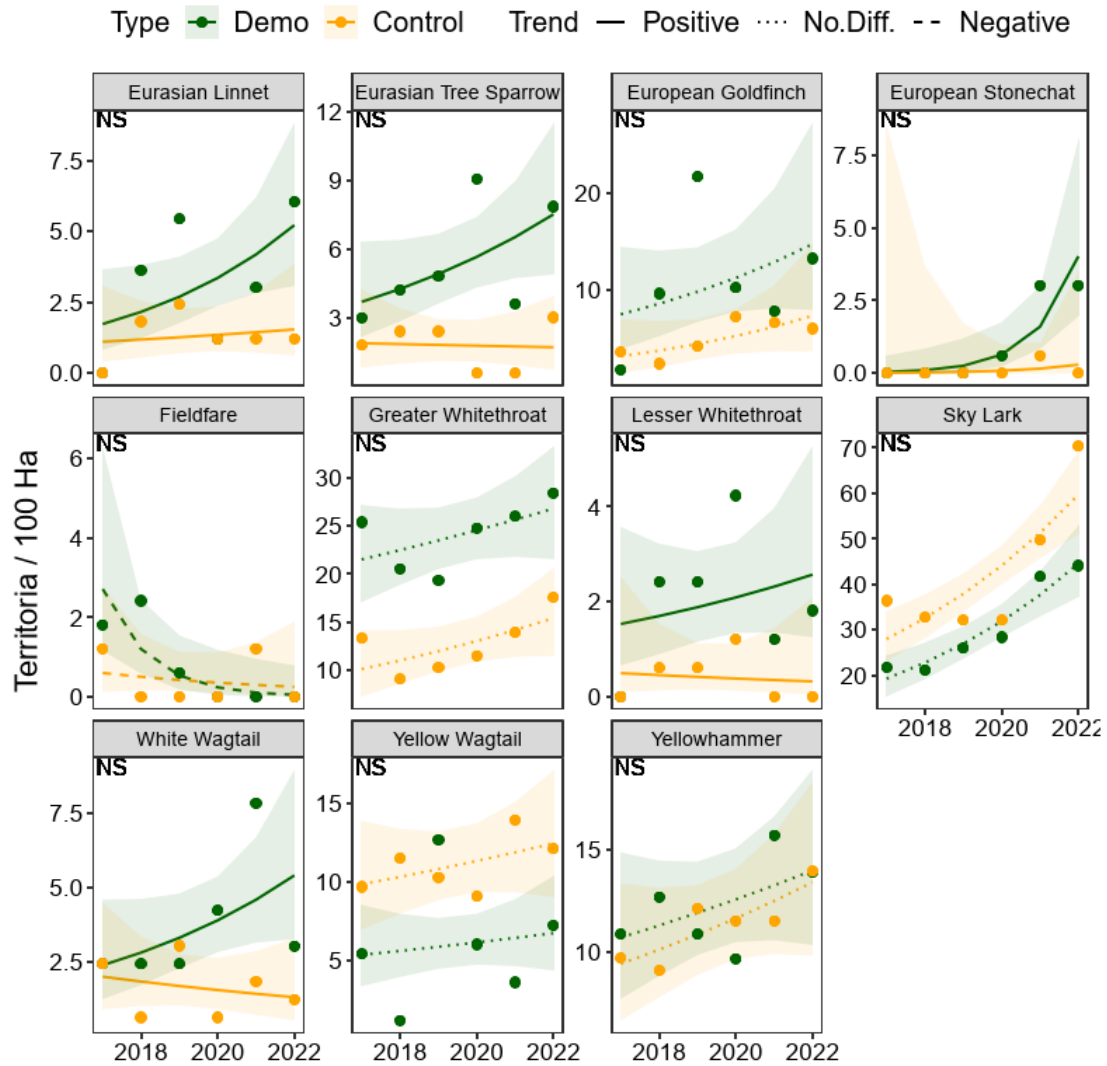 Type Demo Control Trend Positive No.Diff. Negative
Eurasian Linnet Eurasian Tree Sparrow European Goldfinch European Stonechat
NS NS NS NS
7.5 5.0 2.5 0.0
12 9 6 3
20 10
7.5 5.0 2.5 0.0
Fieldfare Greater Whitethroat Lesser Whitethroat Sky Lark
NS NS NS NS
6 4 2 0
30 25 20 15 10
4 2 0
70 60 50 40 30 20
2018 2020 2022
Territoria / 100 Ha
White Wagtail Yellow Wagtail Yellowhammer
NS NS NS
7.5 5.0 2.5
15 10 5
15 10
2018 2020 2022 2018 2020 2022 2018 2020 2022